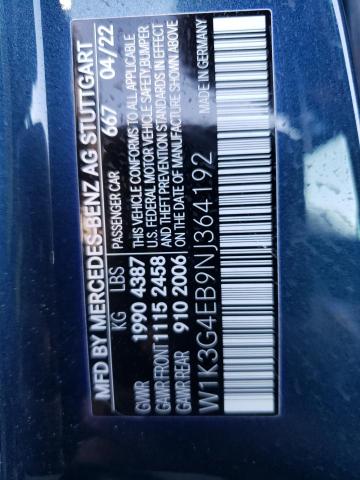 MFD BY MERCEDES-BENZ AG STUTTGART
PASSENGER CAR 667 04/22
KG LBS
GVWR 1990 4387
GAWR FRONT 1115 2458
GAWR REAR 910 2006
THIS VEHICLE CONFORMS TO ALL APPLICABLE
U.S. FEDERAL MOTOR VEHICLE SAFETY, BUMPER
AND THEFT PREVENTION STANDARDS IN EFFECT ON THE
DATE OF MANUFACTURE SHOWN ABOVE
MADE IN GERMANY
W1K3G4EB9NJ364192